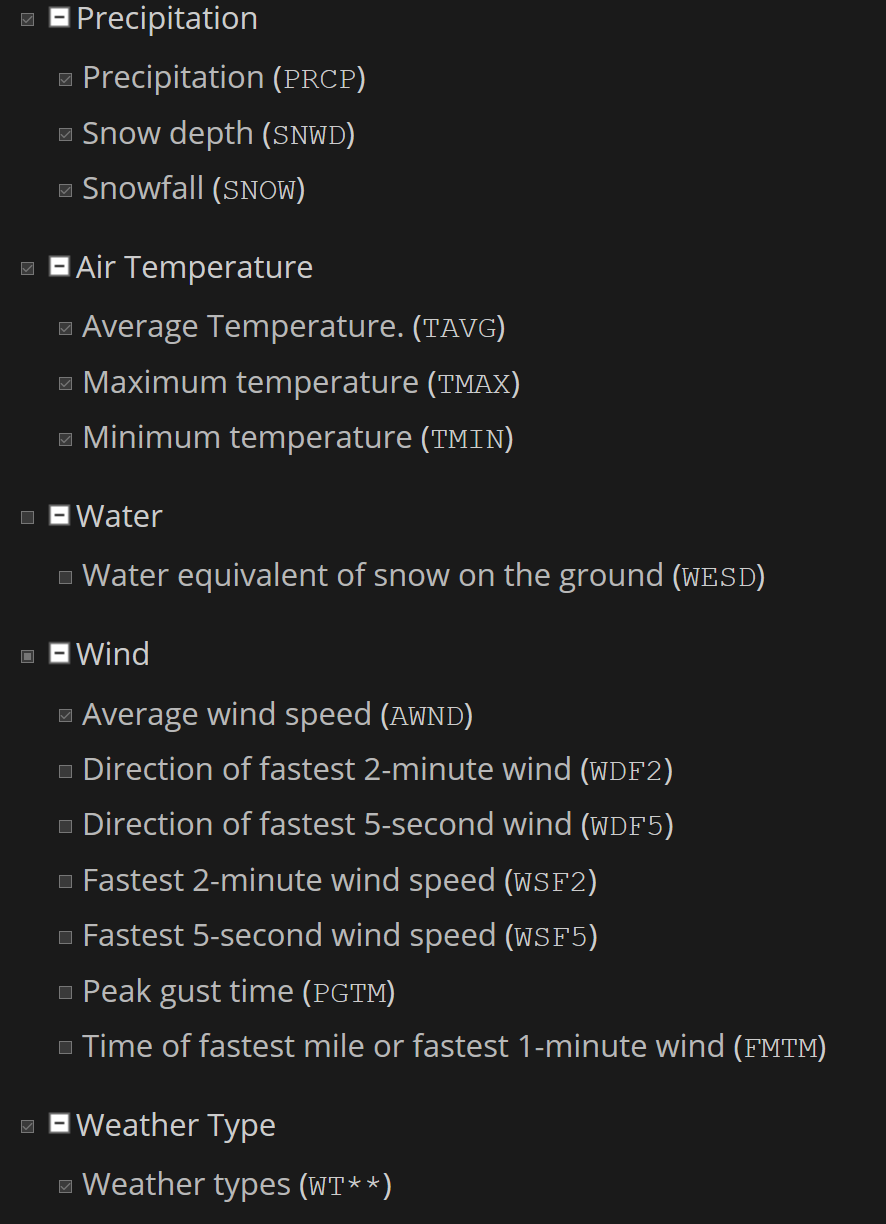 Precipitation
Precipitation (PRCP)
Snow depth (SNWD)
Snowfall (SNOW)
Air Temperature
Average Temperature. (TAVG)
Maximum temperature (TMAX)
Minimum temperature (TMIN)
Water
Water equivalent of snow on the ground (WESD)
Wind
Average wind speed (AWND)
Direction of fastest 2-minute wind (WDF2)
Direction of fastest 5-second wind (WDF5)
Fastest 2-minute wind speed (WSF2)
Fastest 5-second wind speed (WSF5)
Peak gust time (PGTM)
Time of fastest mile or fastest 1-minute wind (FMTM)
Weather Type
Weather types (WT**)